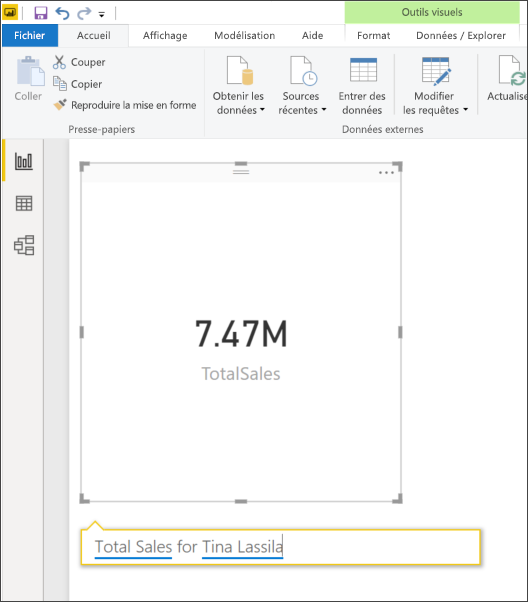 Outils visuels
Fichier Accueil Affichage Modélisation Aide Format Données / Explorer
Coller
Couper
Copier
Reproduire la mise en forme
Presse-papiers
Obtenir les
données
Sources
récentes
Entrer des
données
Modifier
les requêtes
Actualise
Données externes
7.47M
TotalSales
Total Sales for Tina Lassila